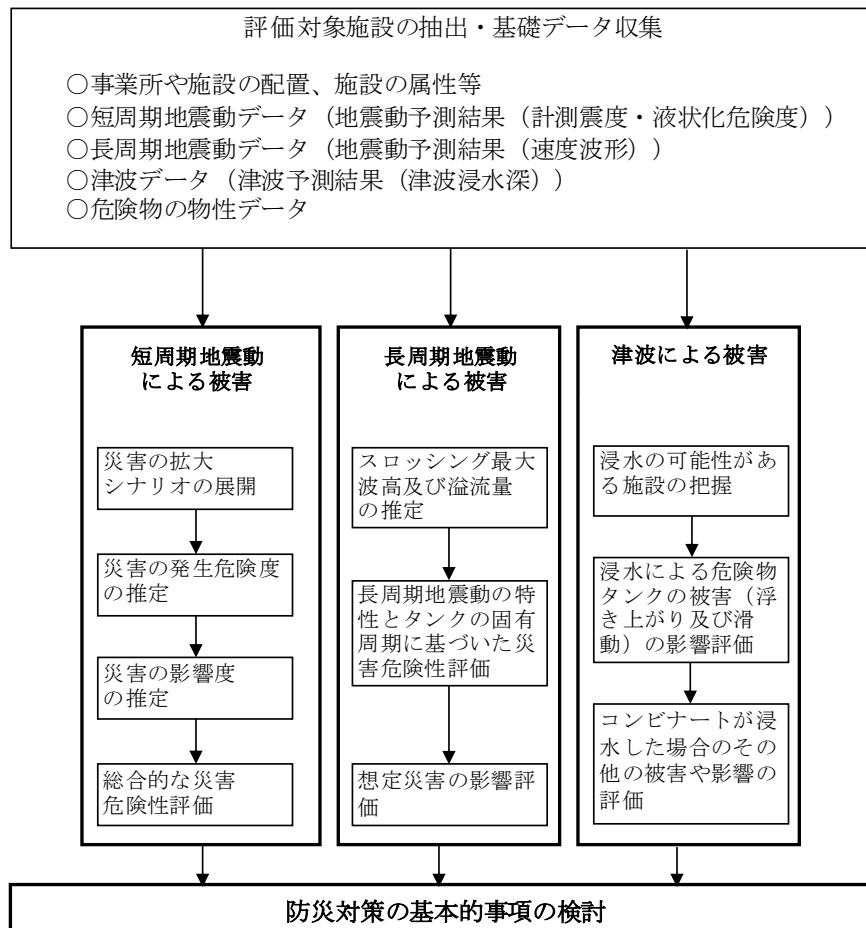 評価対象施設の抽出・基礎データ収集
○事業所や施設の配置、施設の属性等
○短周期地震動データ（地震動予測結果（計測震度・液状化危険度））
○長周期地震動データ（地震動予測結果（速度波形））
○津波データ（津波予測結果（津波浸水深））
○危険物の物性データ
短周期地震動
による被害
災害の拡大
シナリオの展開
災害の発生危険度
の推定
災害の影響度
の推定
総合的な災害
危険性評価
長周期地震動
による被害
スロッシング最大
波高及び溢流量
の推定
長周期地震動の特
性とタンクの固有
周期に基づいた災
害危険性評価
想定災害の影響評
価
津波による被害
浸水の可能性があ
る施設の把握
浸水による危険物
タンクの被害（浮
き上がり及び滑
動）の影響評価
コンビナートが浸
水した場合のその
他の被害や影響の
評価
防災対策の基本的事項の検討